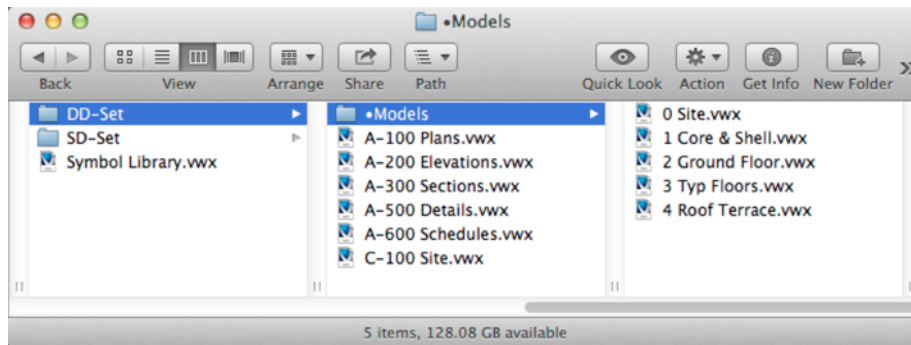 •Models
Back View Arrange Share Path Quick Look Action Get Info New Folder
DD-Set
SD-Set
Symbol Library.vwx
•Models
A-100 Plans.vwx
A-200 Elevations.vwx
A-300 Sections.vwx
A-500 Details.vwx
A-600 Schedules.vwx
C-100 Site.vwx
0 Site.vwx
1 Core & Shell.vwx
2 Ground Floor.vwx
3 Typ Floors.vwx
4 Roof Terrace.vwx
5 items, 128.08 GB available